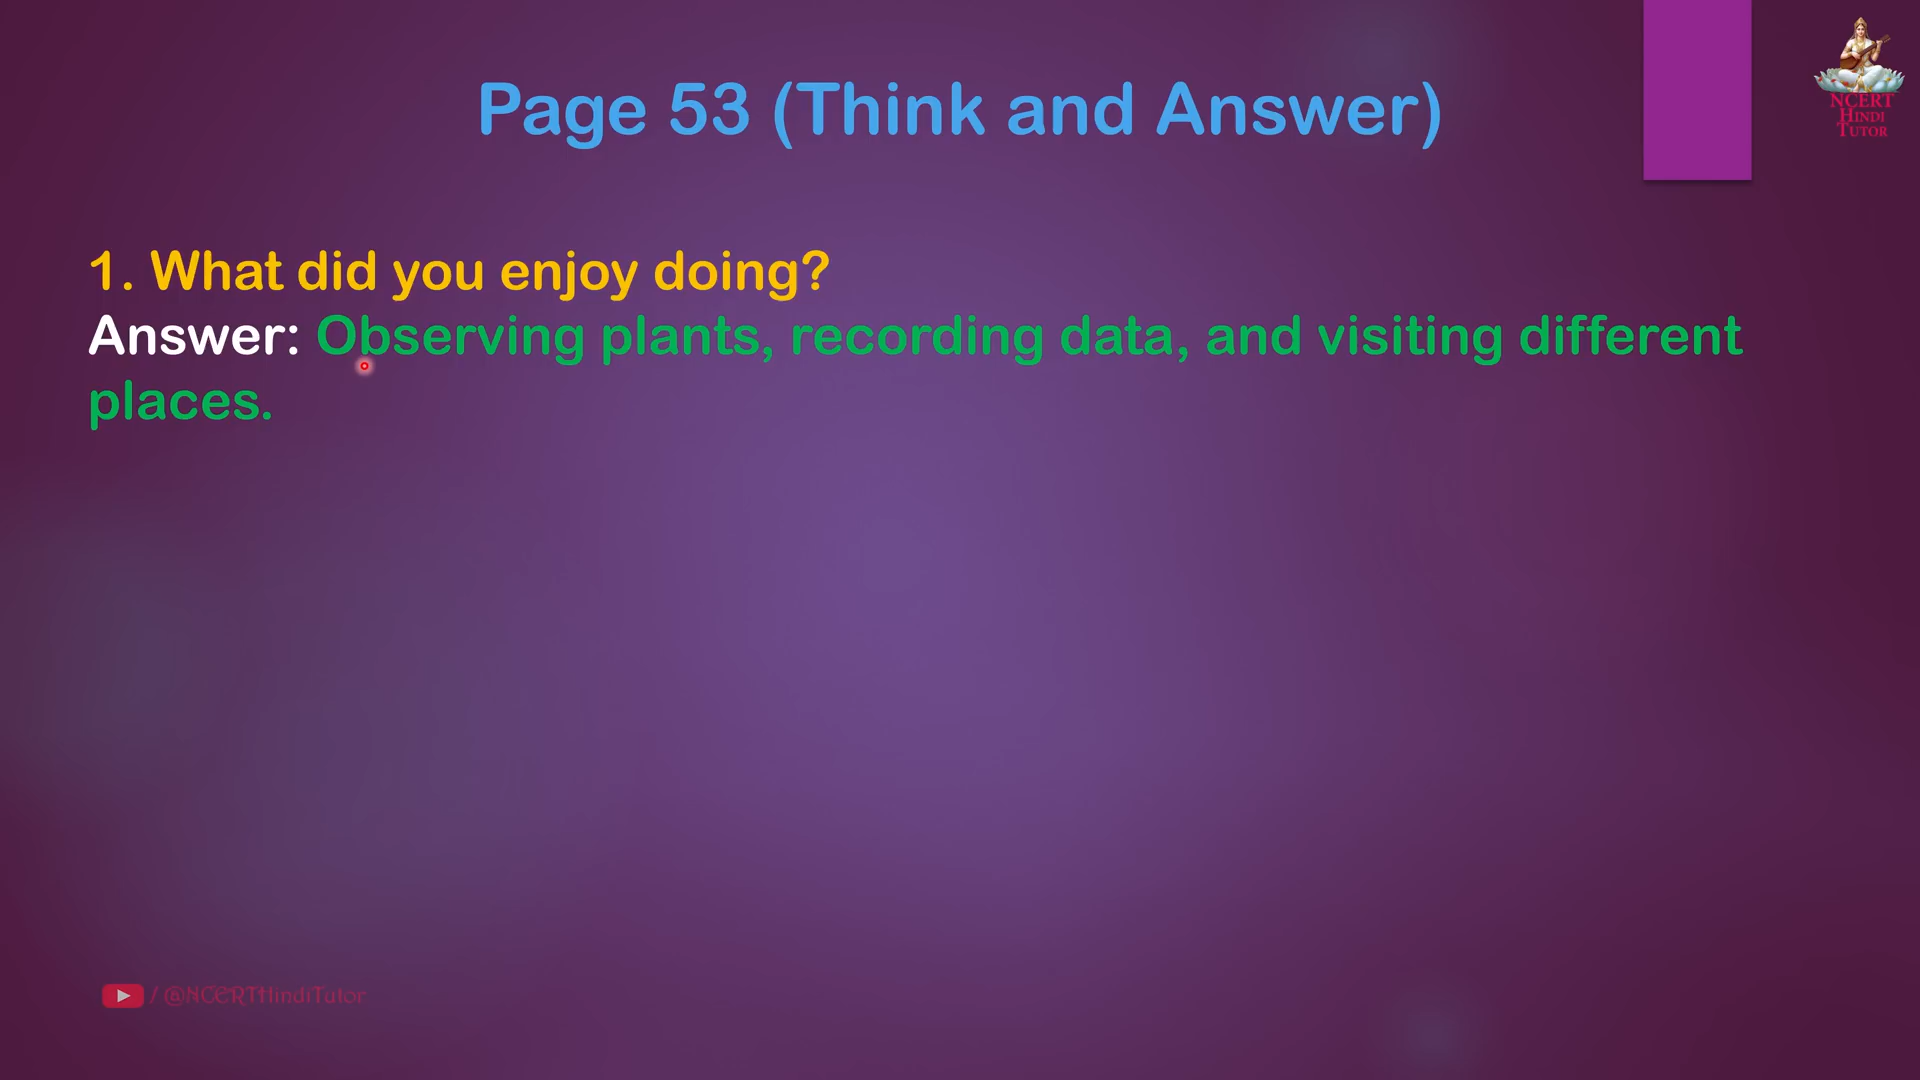 Page 53 (Think and Answer)
NCERT
HINDI
TUTOR
1. What did you enjoy doing?
Answer: Observing plants, recording data, and visiting different
places.
/ @NCERTHindiTutor